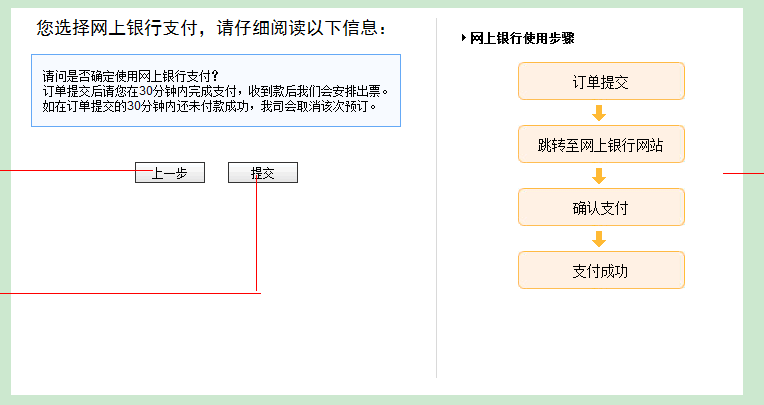 您选择网上银行支付，请仔细阅读以下信息：
请问是否确定使用网上银行支付？
订单提交后请您在30分钟内完成支付，收到款后我们会安排出票。
如在订单提交的30分钟内还未付款成功，我司会取消该次预订。
上一步
提交
网上银行使用步骤
订单提交
跳转至网上银行网站
确认支付
支付成功